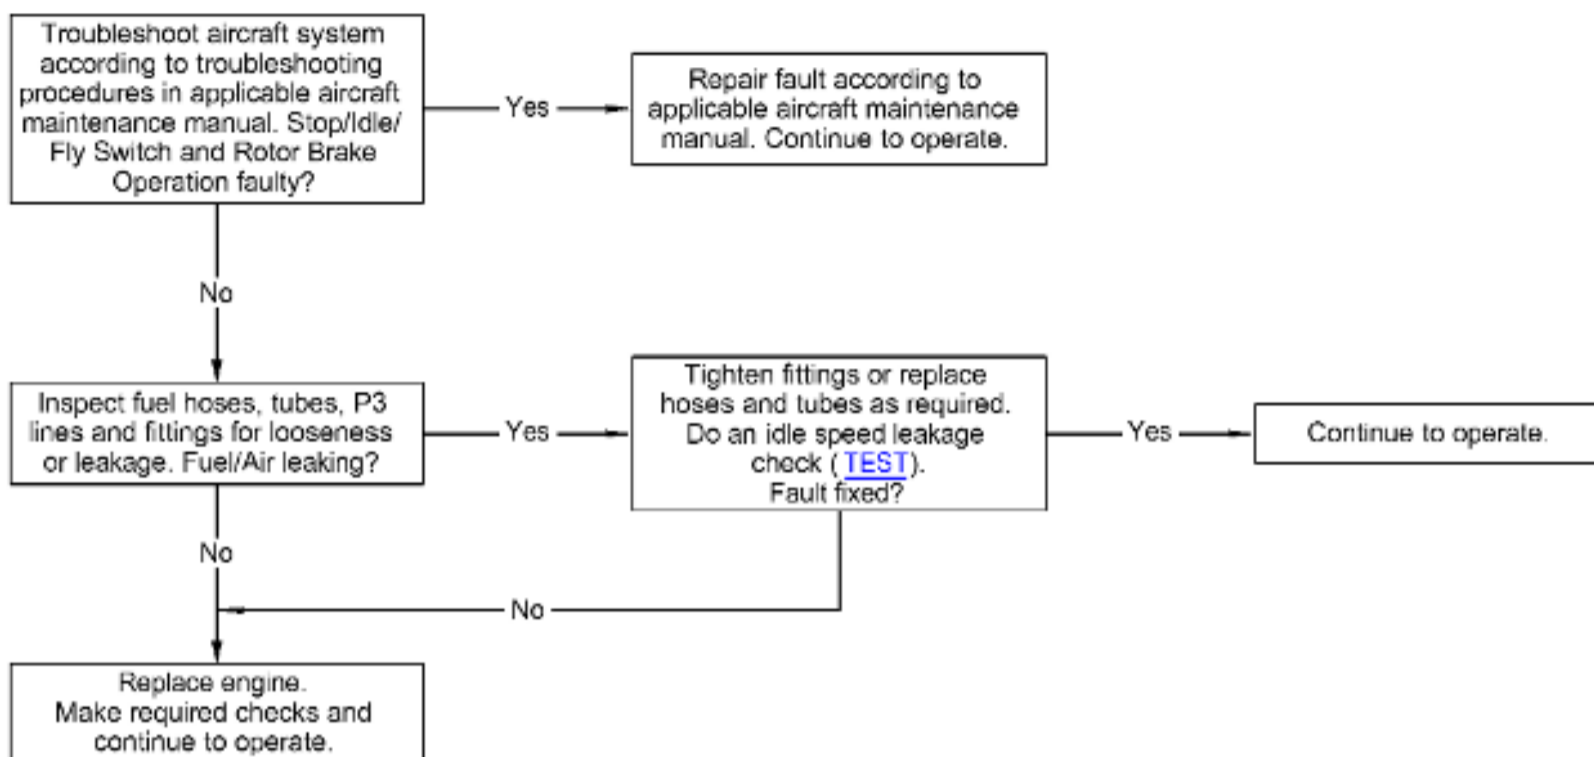 Troubleshoot aircraft system
according to troubleshooting
procedures in applicable aircraft
maintenance manual. Stop/Idle/
Fly Switch and Rotor Brake
Operation faulty?
Yes
Repair fault according to
applicable aircraft maintenance
manual. Continue to operate.
No
Inspect fuel hoses, tubes, P3
lines and fittings for looseness
or leakage. Fuel/Air leaking?
Yes
Tighten fittings or replace
hoses and tubes as required.
Do an idle speed leakage
check ( TEST).
Fault fixed?
Yes
Continue to operate.
No
No
Replace engine.
Make required checks and
continue to operate.